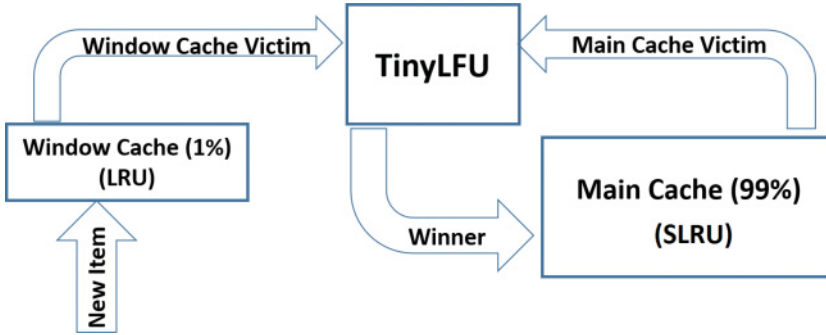 Window Cache Victim
TinyLFU
Main Cache Victim
Window Cache (1%)
(LRU)
Main Cache (99%)
(SLRU)
Winner
New Item